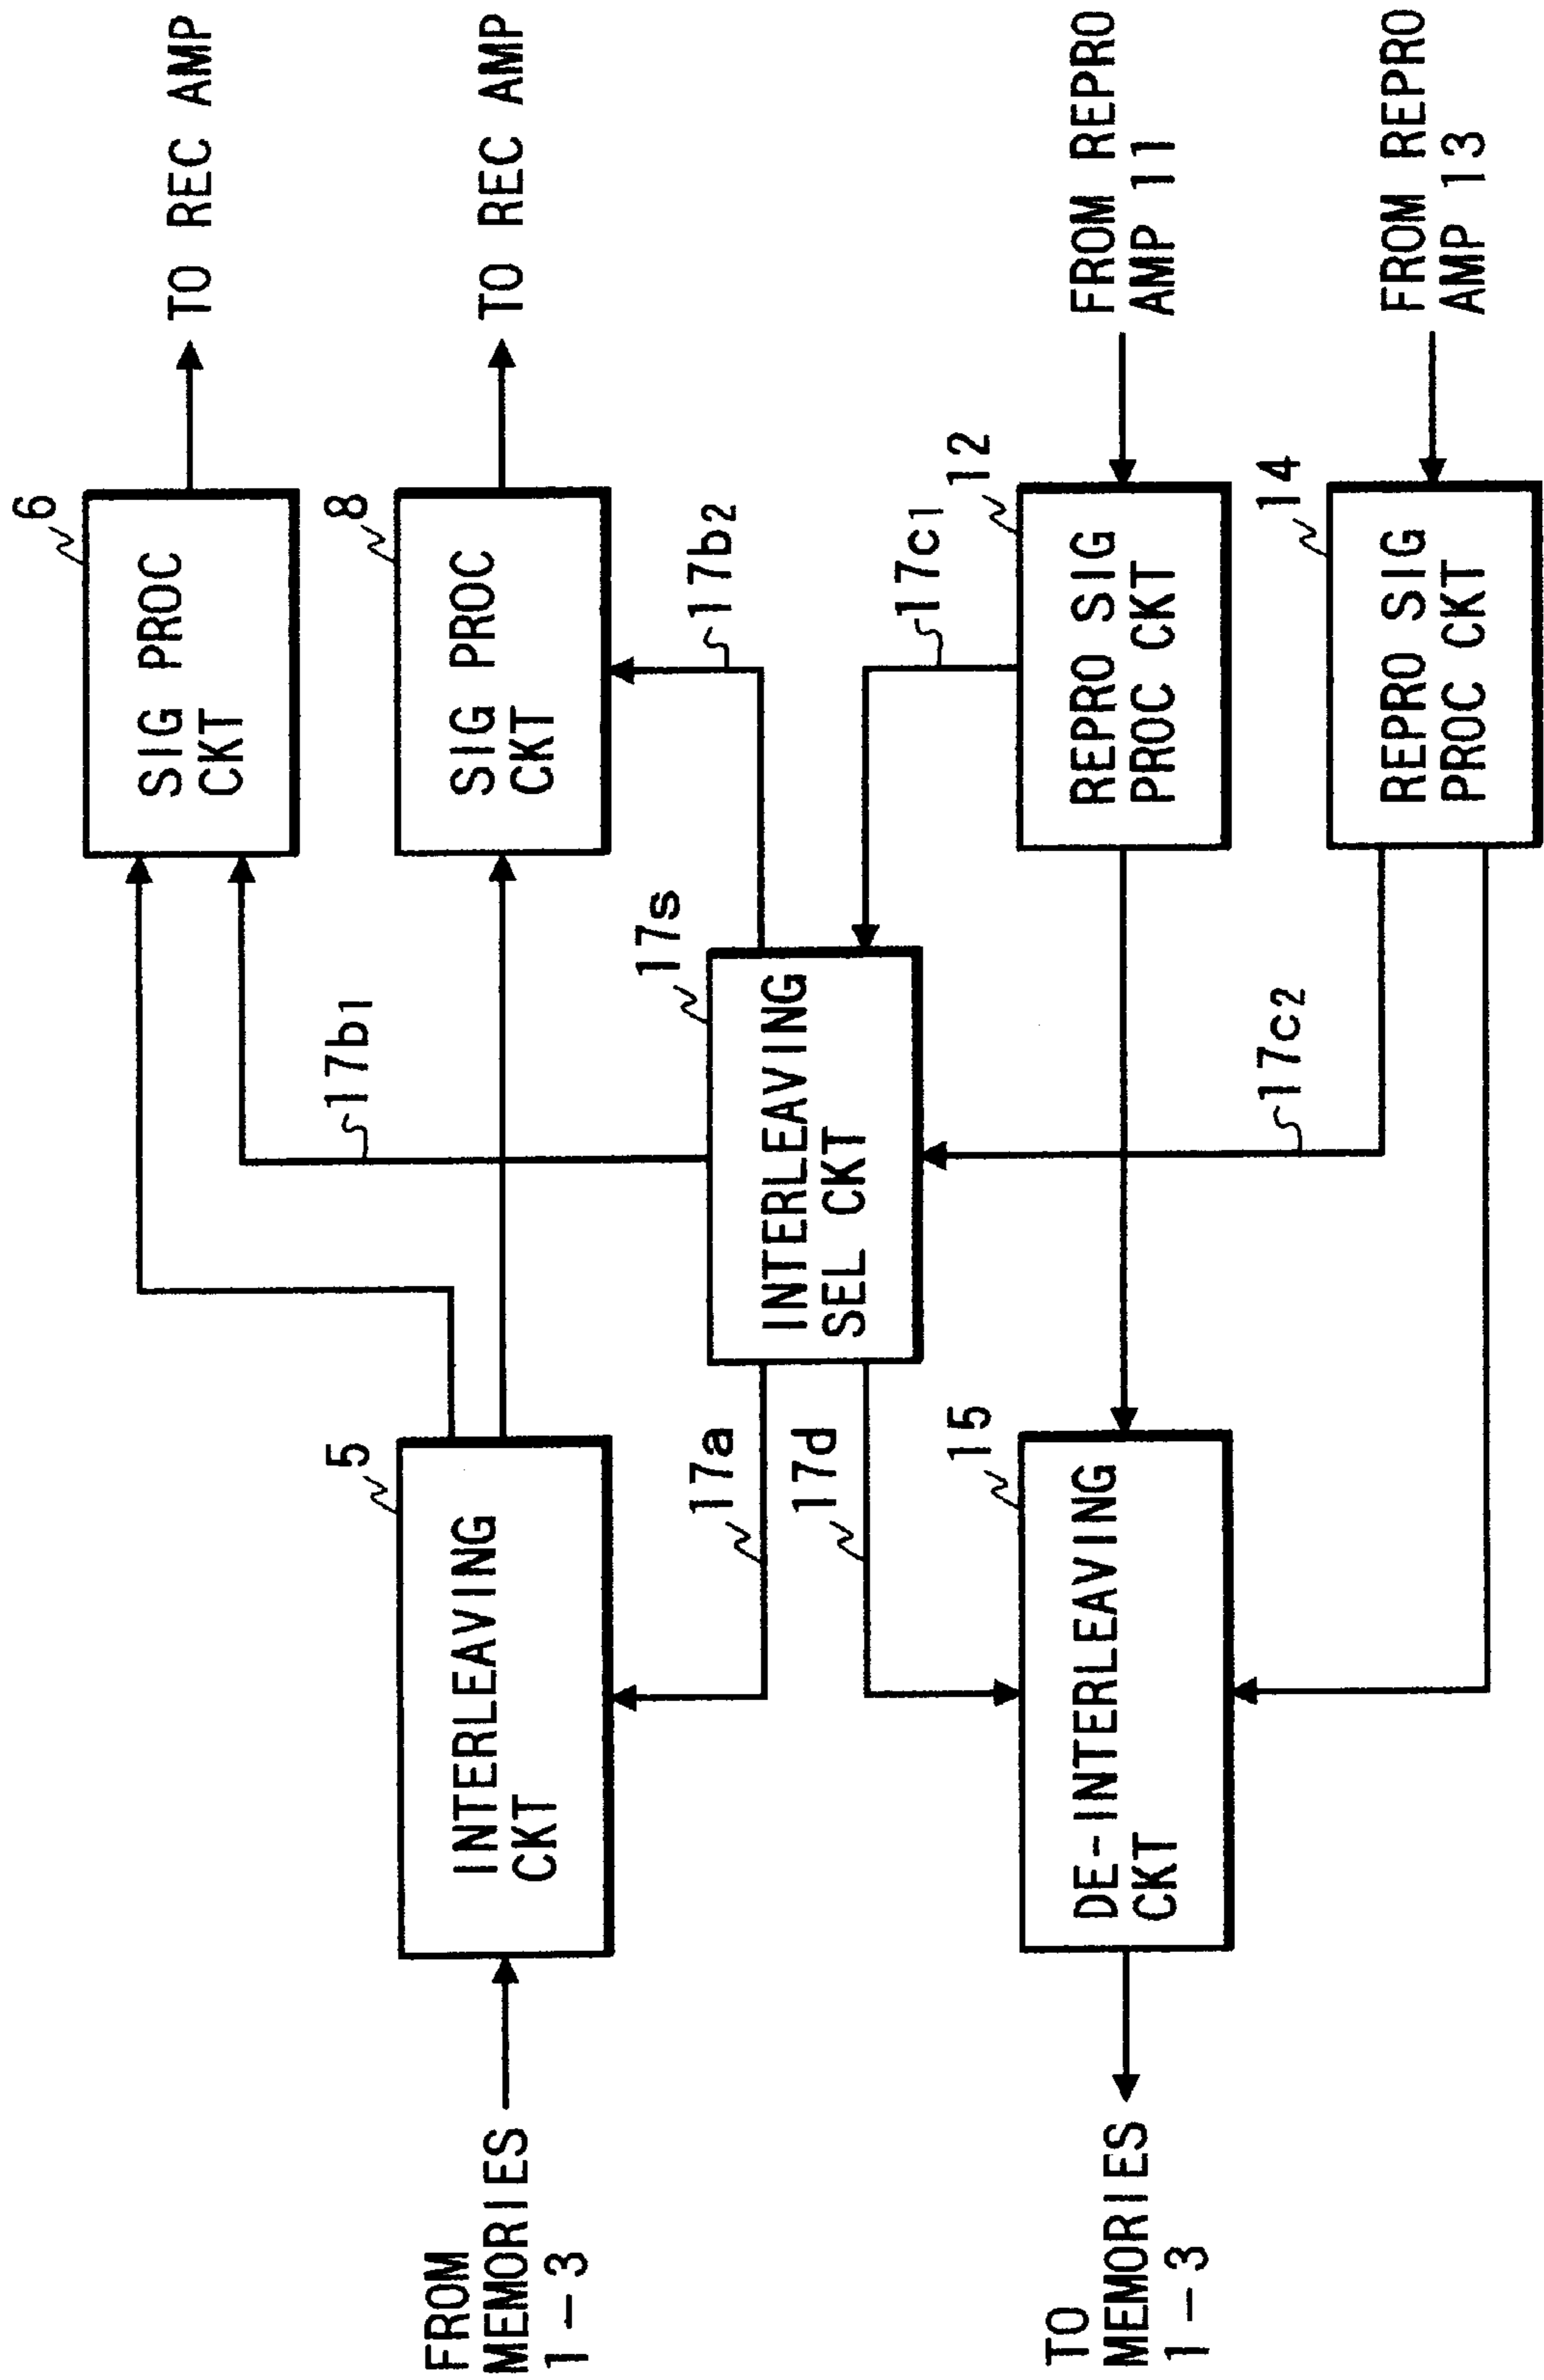 6
SIG PROC
CKT
TO REC AMP
8
SIG PROC
CKT
TO REC AMP
17b1
5
INTERLEAVING
CKT
FROM
MEMORIES
1-3
17b2
17s
INTERLEAVING
SEL CKT
17a
17d
17c1
12
REPRO SIG
PROC CKT
FROM REPRO
AMP 11
15
DE-INTERLEAVING
CKT
TO
MEMORIES
1-3
17c2
14
REPRO SIG
PROC CKT
FROM REPRO
AMP 13